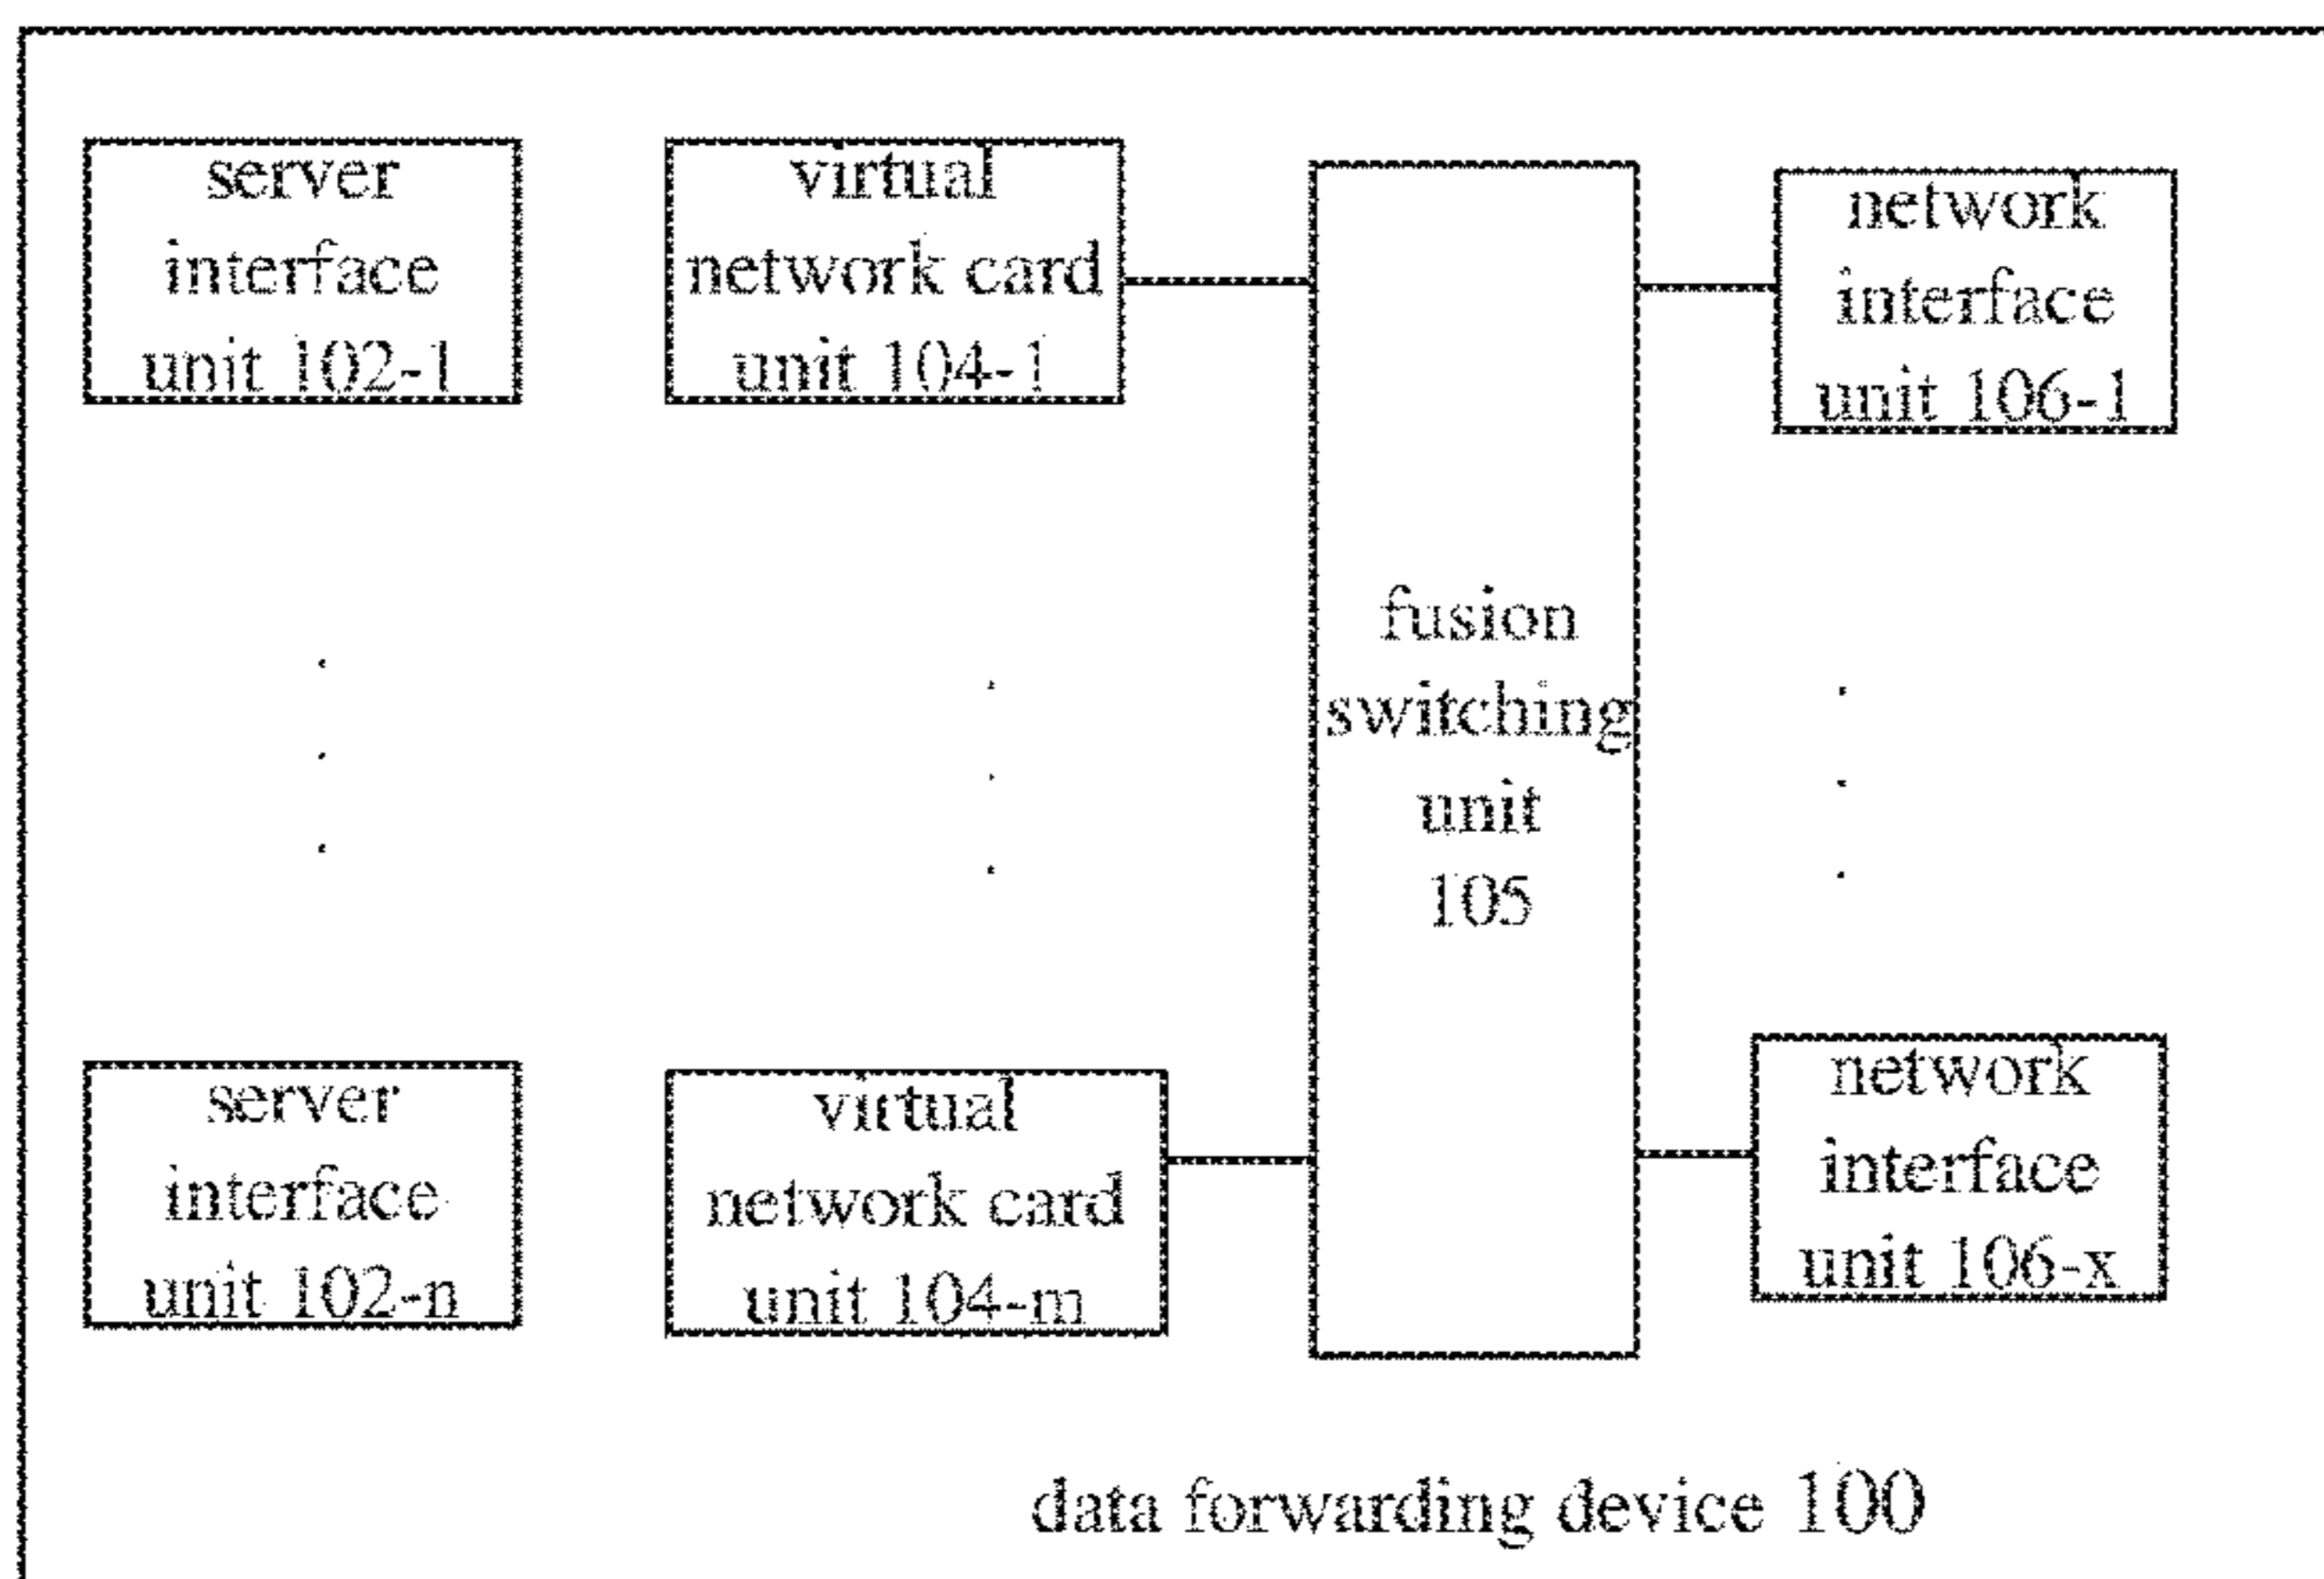 server
interface
unit 102-1
virtual
network card
unit 104-1
network
interface
unit 106-1
fusion
switching
unit
105
server
interface
unit 102-n
virtual
network card
unit 104-m
network
interface
unit 106-x
data forwarding device 100